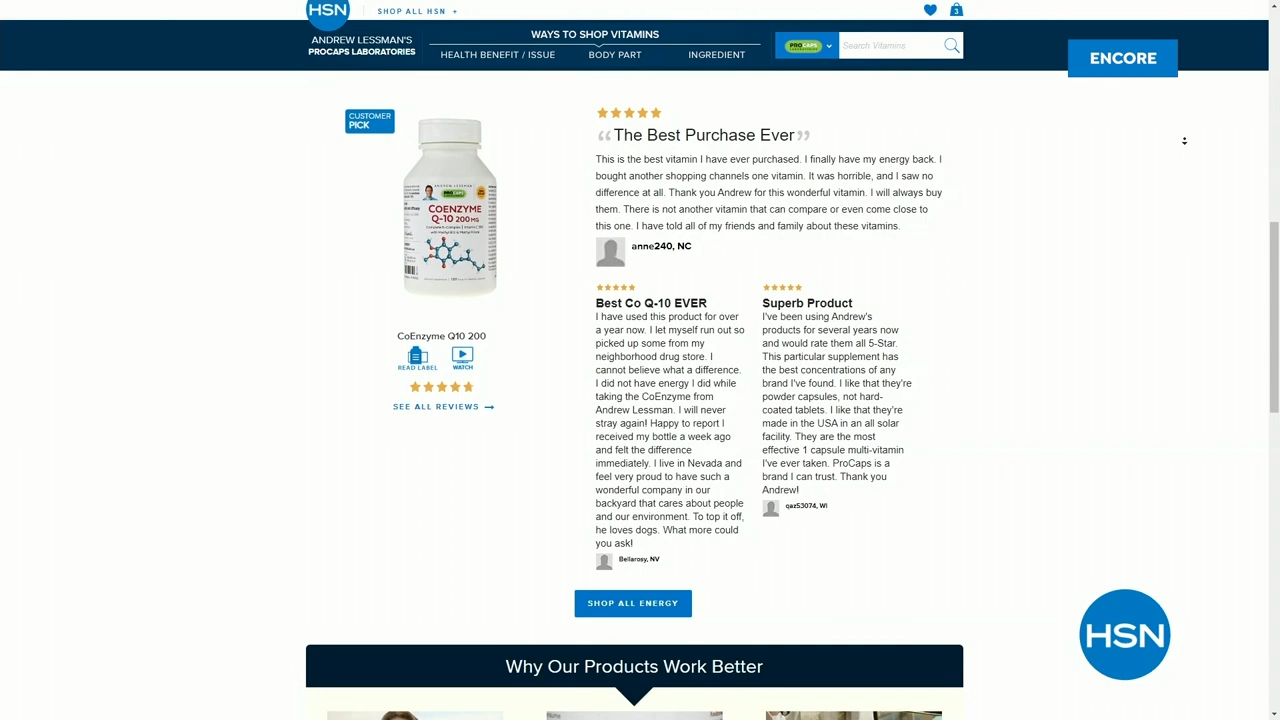 HSN
SHOP ALL HSN +
3
ANDREW LESSMAN'S
PROCAPS LABORATORIES
WAYS TO SHOP VITAMINS
HEALTH BENEFIT / ISSUE
BODY PART
INGREDIENT
PROCAPS
Search Vitamins
ENCORE
CUSTOMER
PICK
ANDREW LESSMAN
PROCAPS
COENZYME
Q-10 200 MG
“The Best Purchase Ever”
This is the best vitamin I have ever purchased. I finally have my energy back. I
bought another shopping channels one vitamin. It was horrible, and I saw no
difference at all. Thank you Andrew for this wonderful vitamin. I will always buy
them. There is not another vitamin that can compare or even come close to
this one. I have told all of my friends and family about these vitamins.
anne240, NC
CoEnzyme Q10 200
READ LABEL
WATCH
SEE ALL REVIEWS →
Best Co Q-10 EVER
I have used this product for over
a year now. I let myself run out so
picked up some from my
neighborhood drug store. I
cannot believe what a difference.
I did not have energy I did while
taking the CoEnzyme from
Andrew Lessman. I will never
stray again! Happy to report I
received my bottle a week ago
and felt the difference
immediately. I live in Nevada and
feel very proud to have such a
wonderful company in our
backyard that cares about people
and our environment. To top it off,
he loves dogs. What more could
you ask!
Bellarosy, NV
Superb Product
I've been using Andrew's
products for several years now
and would rate them all 5-Star.
This particular supplement has
the best concentrations of any
brand I've found. I like that they're
powder capsules, not hard-
coated tablets. I like that they're
made in the USA in an all solar
facility. They are the most
effective 1 capsule multi-vitamin
I've ever taken. ProCaps is a
brand I can trust. Thank you
Andrew!
qaz53074, WI
SHOP ALL ENERGY
HSN
Why Our Products Work Better